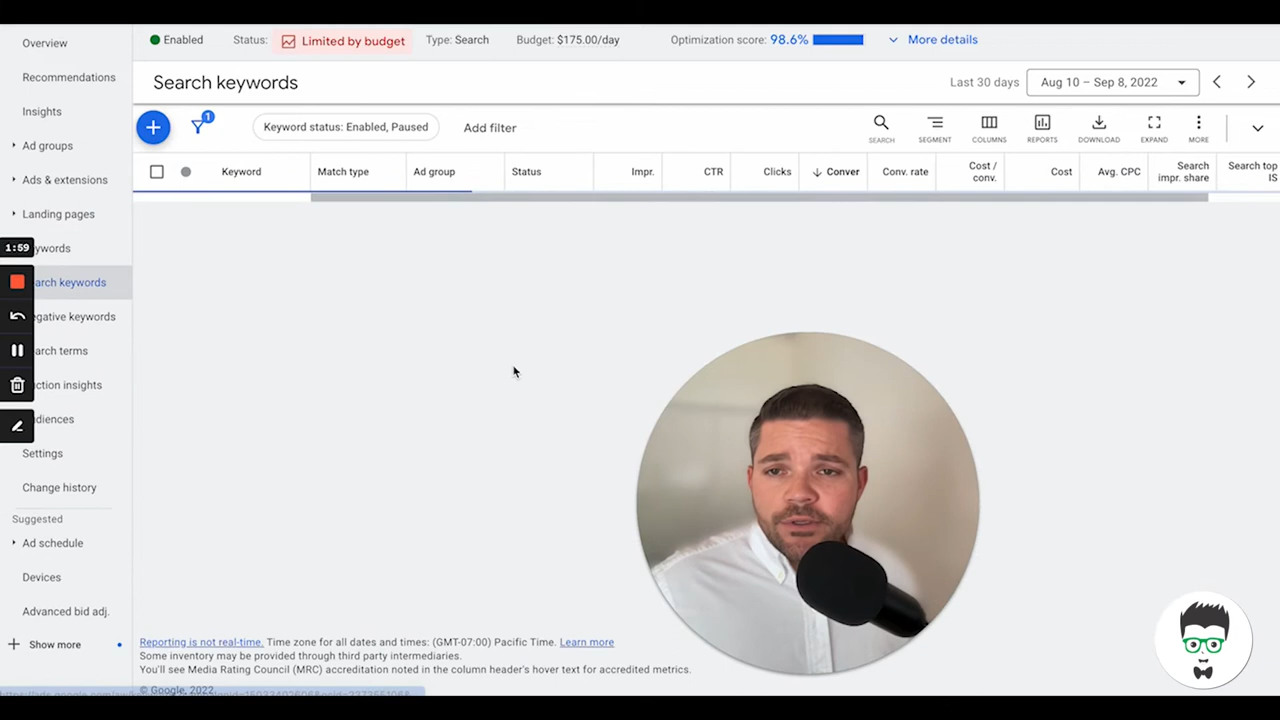 Overview
Enabled
Status:
Limited by budget
Type: Search
Budget: $175.00/day
Optimization score: 98.6%
More details
Recommendations
Search keywords
Last 30 days
Aug 10 – Sep 8, 2022
Insights
1
Keyword status: Enabled, Paused
Add filter
SEARCH
SEGMENT
COLUMNS
REPORTS
DOWNLOAD
EXPAND
MORE
Ad groups
Keyword
Match type
Ad group
Status
Impr.
CTR
Clicks
Conver
Conv. rate
Cost /
conv.
Cost
Avg. CPC
Search
impr. share
Search top
IS
Ads & extensions
Landing pages
1:59
ywords
arch keywords
egative keywords
arch terms
uction insights
udiences
Settings
Change history
Suggested
Ad schedule
Devices
Advanced bid adj.
Show more
Reporting is not real-time. Time zone for all dates and times: (GMT-07:00) Pacific Time. Learn more
Some inventory may be provided through third party intermediaries.
You'll see Media Rating Council (MRC) accreditation noted in the column header's hover text for accredited metrics.
© Google, 2022